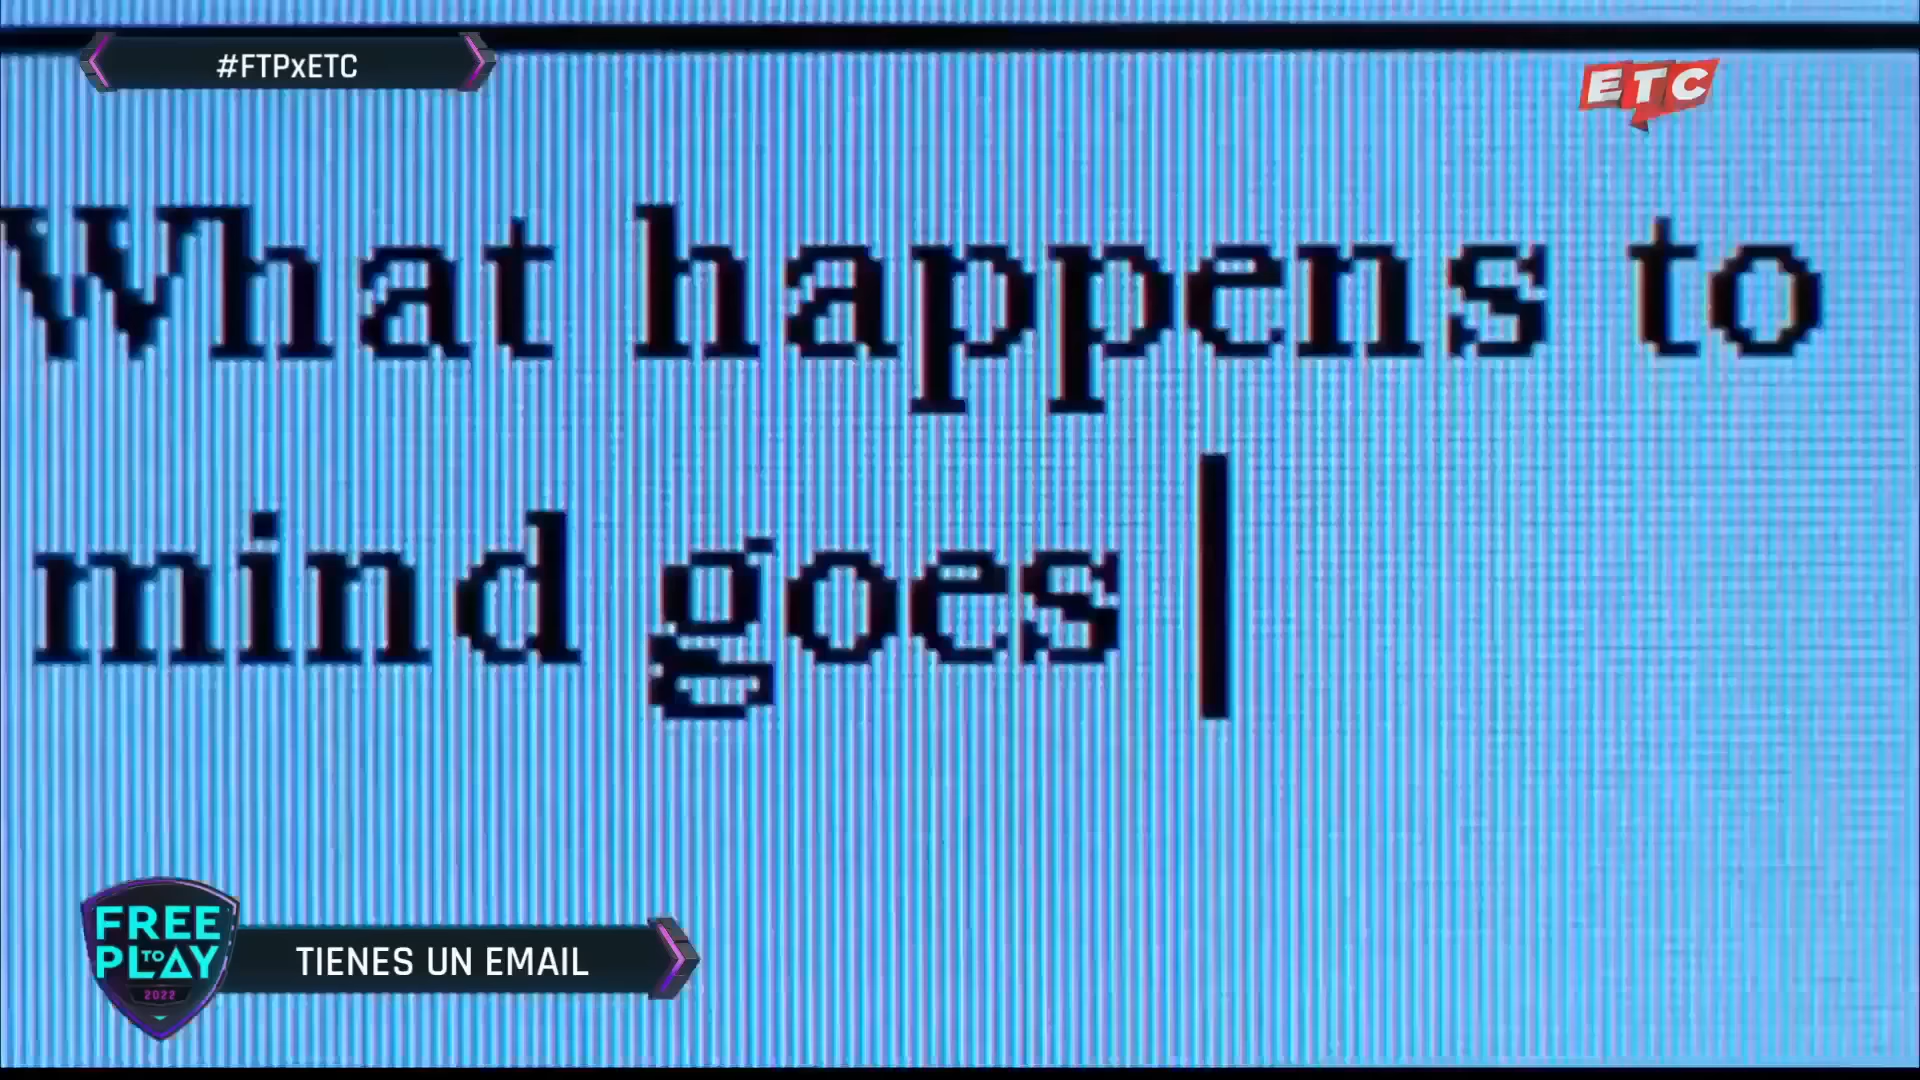 #FTPxETC
ETC
What happens to
mind goes
FREE
TO
PLAY
2022
TIENES UN EMAIL